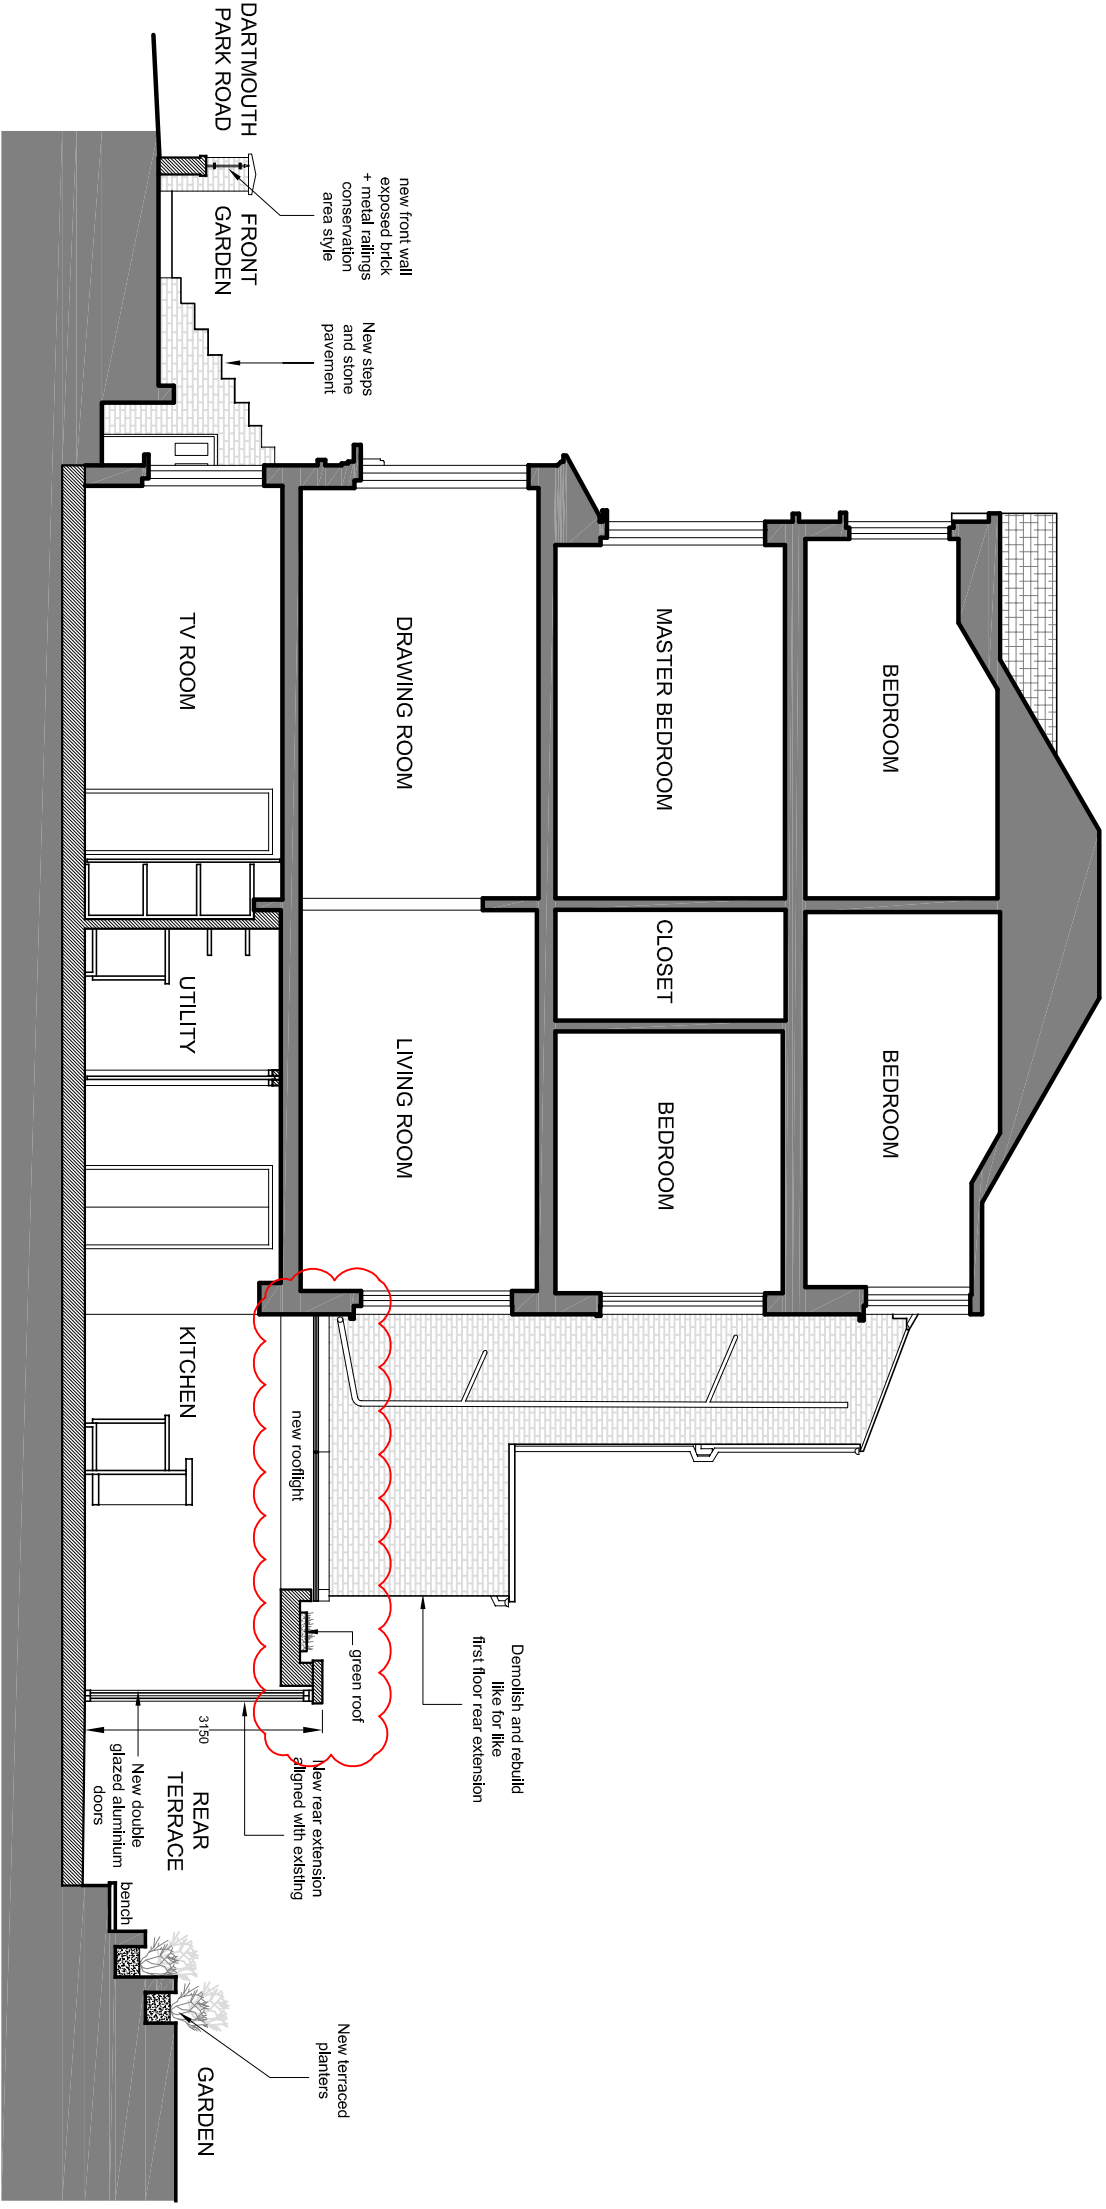 DARTMOUTH
PARK ROAD
new front wall
exposed brick
+ metal railings
conservation
area style
FRONT
GARDEN
New steps
and stone
pavement
BEDROOM
BEDROOM
MASTER BEDROOM
CLOSET
BEDROOM
DRAWING ROOM
LIVING ROOM
TV ROOM
UTILITY
KITCHEN
new rooflight
green roof
Demolish and rebuild
like for like
first floor rear extension
New rear extension
aligned with existing
3150
New double
glazed aluminium
doors
REAR
TERRACE
bench
New terraced
planters
GARDEN